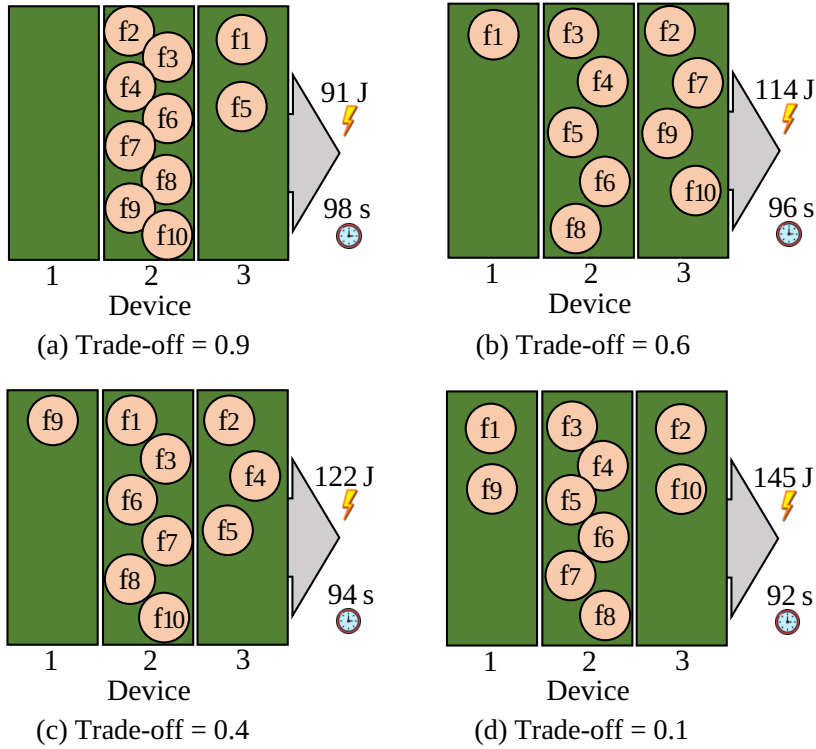 f2
f3
f4
f6
f7
f8
f9
f10
f1
f5
91 J
98 s
1 2 3
Device
(a) Trade-off = 0.9
f1
f3
f4
f5
f6
f8
f2
f7
f9
f10
114 J
96 s
1 2 3
Device
(b) Trade-off = 0.6
f9
f1
f3
f6
f7
f8
f10
f2
f4
f5
122 J
94 s
1 2 3
Device
(c) Trade-off = 0.4
f1
f9
f3
f4
f5
f6
f7
f8
f2
f10
145 J
92 s
1 2 3
Device
(d) Trade-off = 0.1